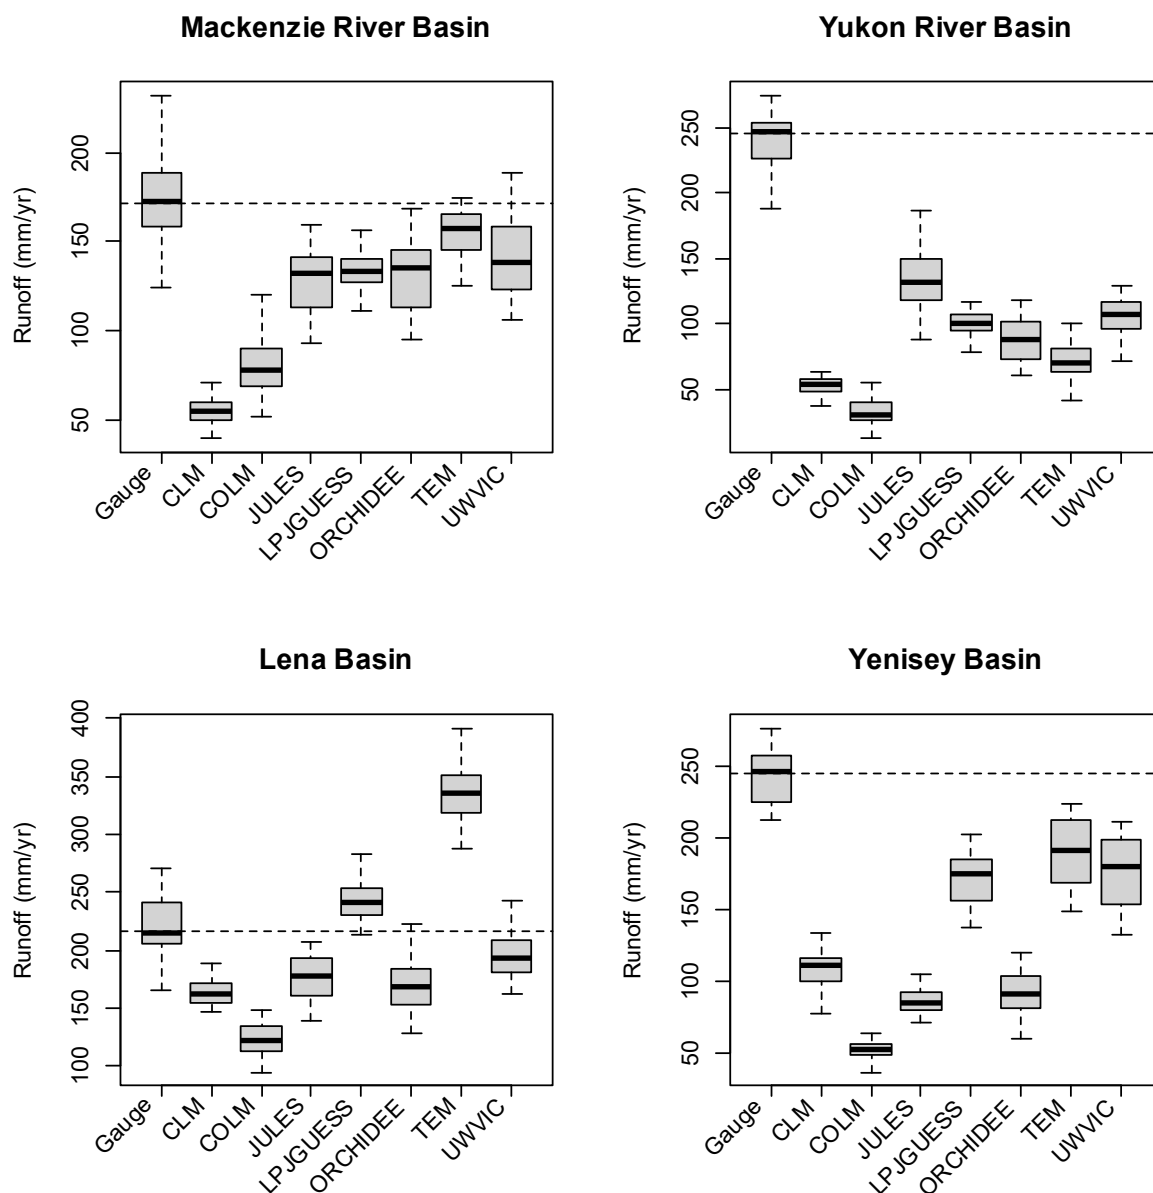 Mackenzie River Basin
Runoff (mm/yr)
200
150
100
50
Gauge
CLM
COLM
JULES
LPJGUESS
ORCHIDEE
TEM
UWVIC
Yukon River Basin
Runoff (mm/yr)
250
200
150
100
50
Gauge
CLM
COLM
JULES
LPJGUESS
ORCHIDEE
TEM
UWVIC
Lena Basin
Runoff (mm/yr)
400
350
300
250
200
150
100
Gauge
CLM
COLM
JULES
LPJGUESS
ORCHIDEE
TEM
UWVIC
Yenisey Basin
Runoff (mm/yr)
250
200
150
100
50
Gauge
CLM
COLM
JULES
LPJGUESS
ORCHIDEE
TEM
UWVIC